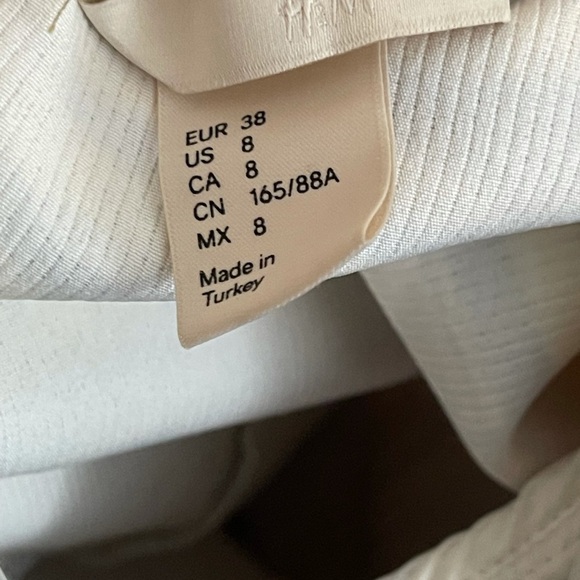 H&M
EUR 38
US 8
CA 8
CN 165/88A
MX 8
Made in
Turkey